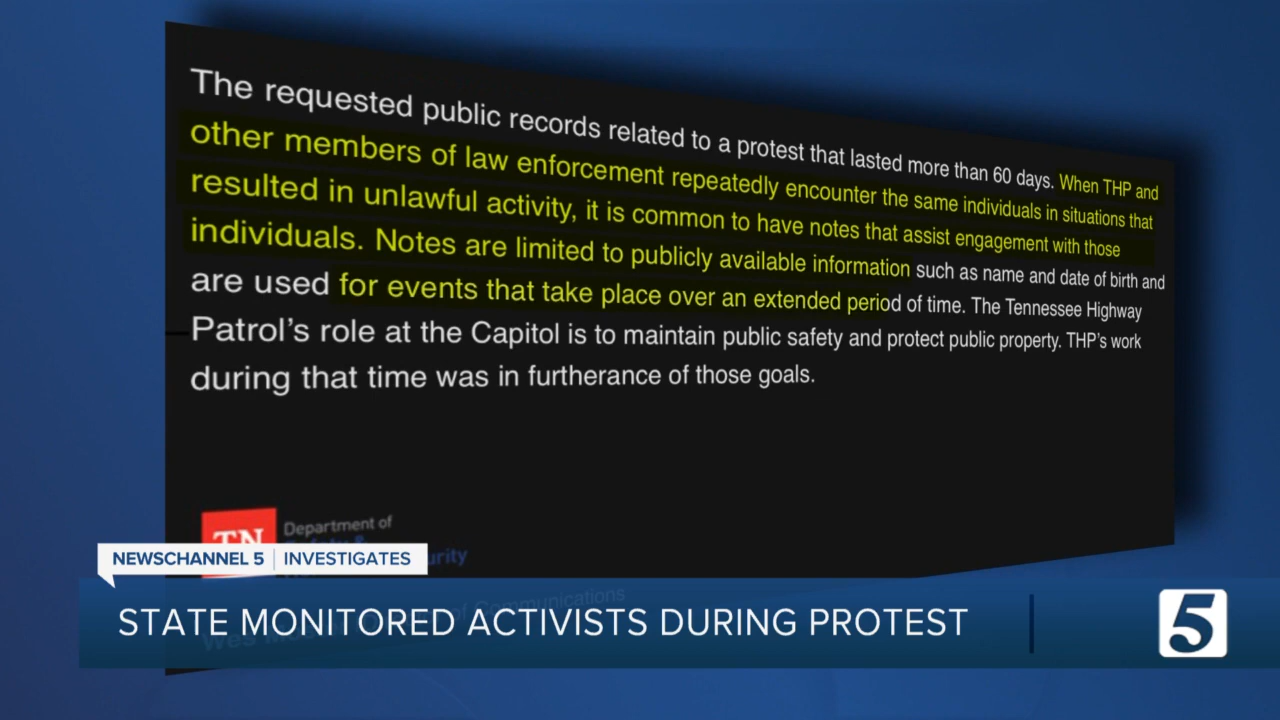 The requested public records related to a protest that lasted more than 60 days. When THP and
other members of law enforcement repeatedly encounter the same individuals in situations that
resulted in unlawful activity, it is common to have notes that assist engagement with those
individuals. Notes are limited to publicly available information such as name and date of birth and
are used for events that take place over an extended period of time. The Tennessee Highway
Patrol's role at the Capitol is to maintain public safety and protect public property. THP's work
during that time was in furtherance of those goals.
TN
Department of
NEWSCHANNEL 5 | INVESTIGATES
of Communications
STATE MONITORED ACTIVISTS DURING PROTEST
5